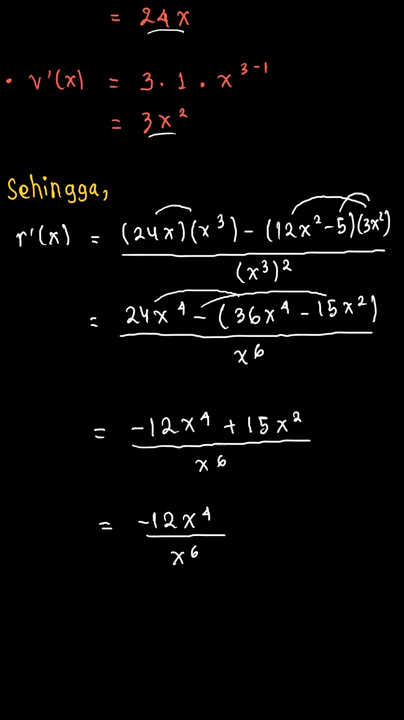 = 24x
• v'(x) = 3 · 1 · x^3-1
= 3x²
Sehingga,
r'(x) = (24x)(x³) - (12x² - 5)(3x²)
(x³)²
= 24x⁴ - (36x⁴ - 15x²)
x⁶
= -12x⁴ + 15x²
x⁶
= -12x⁴
x⁶